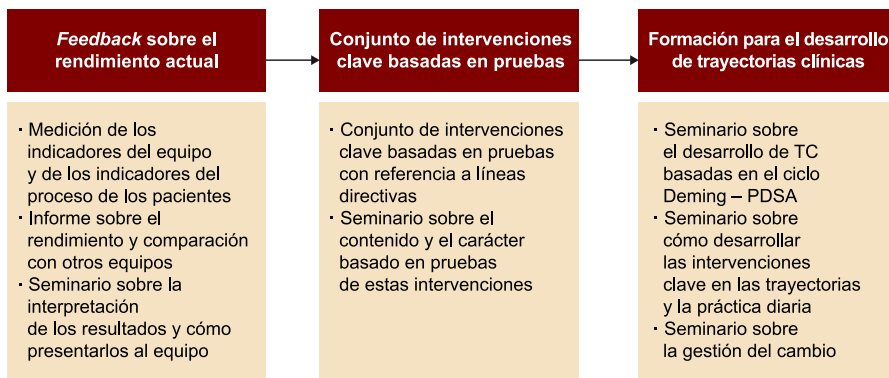 Feedback sobre el
rendimiento actual
· Medición de los
indicadores del equipo
y de los indicadores del
proceso de los pacientes
· Informe sobre el
rendimiento y comparación
con otros equipos
· Seminario sobre la
interpretación
de los resultados y cómo
presentarlos al equipo
Conjunto de intervenciones
clave basadas en pruebas
· Conjunto de intervenciones
clave basadas en pruebas
con referencia a líneas
directivas
· Seminario sobre el
contenido y el carácter
basado en pruebas
de estas intervenciones
Formación para el desarrollo
de trayectorias clínicas
· Seminario sobre
el desarrollo de TC
basadas en el ciclo
Deming – PDSA
· Seminario sobre
cómo desarrollar
las intervenciones
clave en las trayectorias
y la práctica diaria
· Seminario sobre
la gestión del cambio